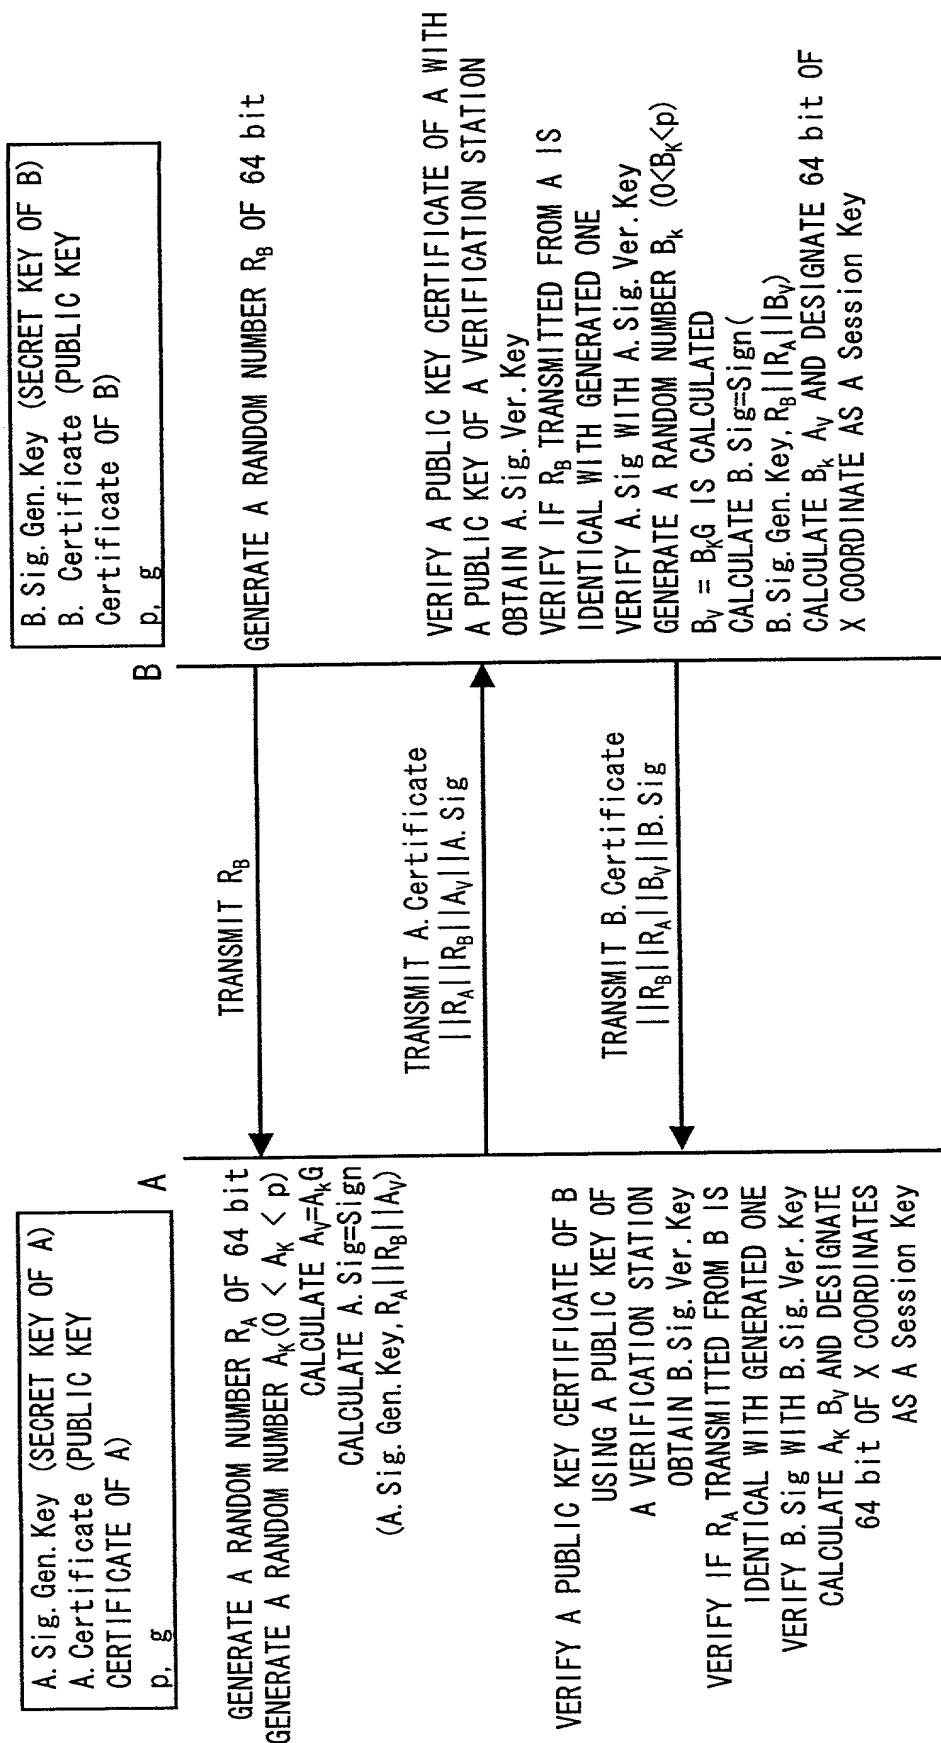 A.Sig.Gen.Key (SECRET KEY OF A)
A.Certificate (PUBLIC KEY
CERTIFICATE OF A)
p, g
B.Sig.Gen.Key (SECRET KEY OF B)
B. Certificate (PUBLIC KEY
Certificate OF B)
p, g
A
B
GENERATE A RANDOM NUMBER R_B OF 64 bit
TRANSMIT R_B
GENERATE A RANDOM NUMBER R_A OF 64 bit
GENERATE A RANDOM NUMBER A_K(0 < A_K < p)
CALCULATE A_V=A_KG
CALCULATE A.Sig=Sign
(A.Sig.Gen.Key, R_A||R_B||A_V)
TRANSMIT A.Certificate
||R_A||R_B||A_V||A.Sig
VERIFY A PUBLIC KEY CERTIFICATE OF A WITH
A PUBLIC KEY OF A VERIFICATION STATION
OBTAIN A.Sig.Ver.Key
VERIFY IF R_B TRANSMITTED FROM A IS
IDENTICAL WITH GENERATED ONE
VERIFY A.Sig WITH A.Sig.Ver.Key
GENERATE A RANDOM NUMBER B_k (0<B_K<p)
B_V = B_KG IS CALCULATED
CALCULATE B.Sig=Sign(
B.Sig.Gen.Key, R_B||R_A||B_V)
CALCULATE B_k A_V AND DESIGNATE 64 bit OF
X COORDINATE AS A Session Key
TRANSMIT B.Certificate
||R_B||R_A||B_V||B.Sig
VERIFY A PUBLIC KEY CERTIFICATE OF B
USING A PUBLIC KEY OF
A VERIFICATION STATION
OBTAIN B.Sig.Ver.Key
VERIFY IF R_A TRANSMITTED FROM B IS
IDENTICAL WITH GENERATED ONE
VERIFY B.Sig WITH B.Sig.Ver.Key
CALCULATE A_K B_V AND DESIGNATE
64 bit OF X COORDINATES
AS A Session Key